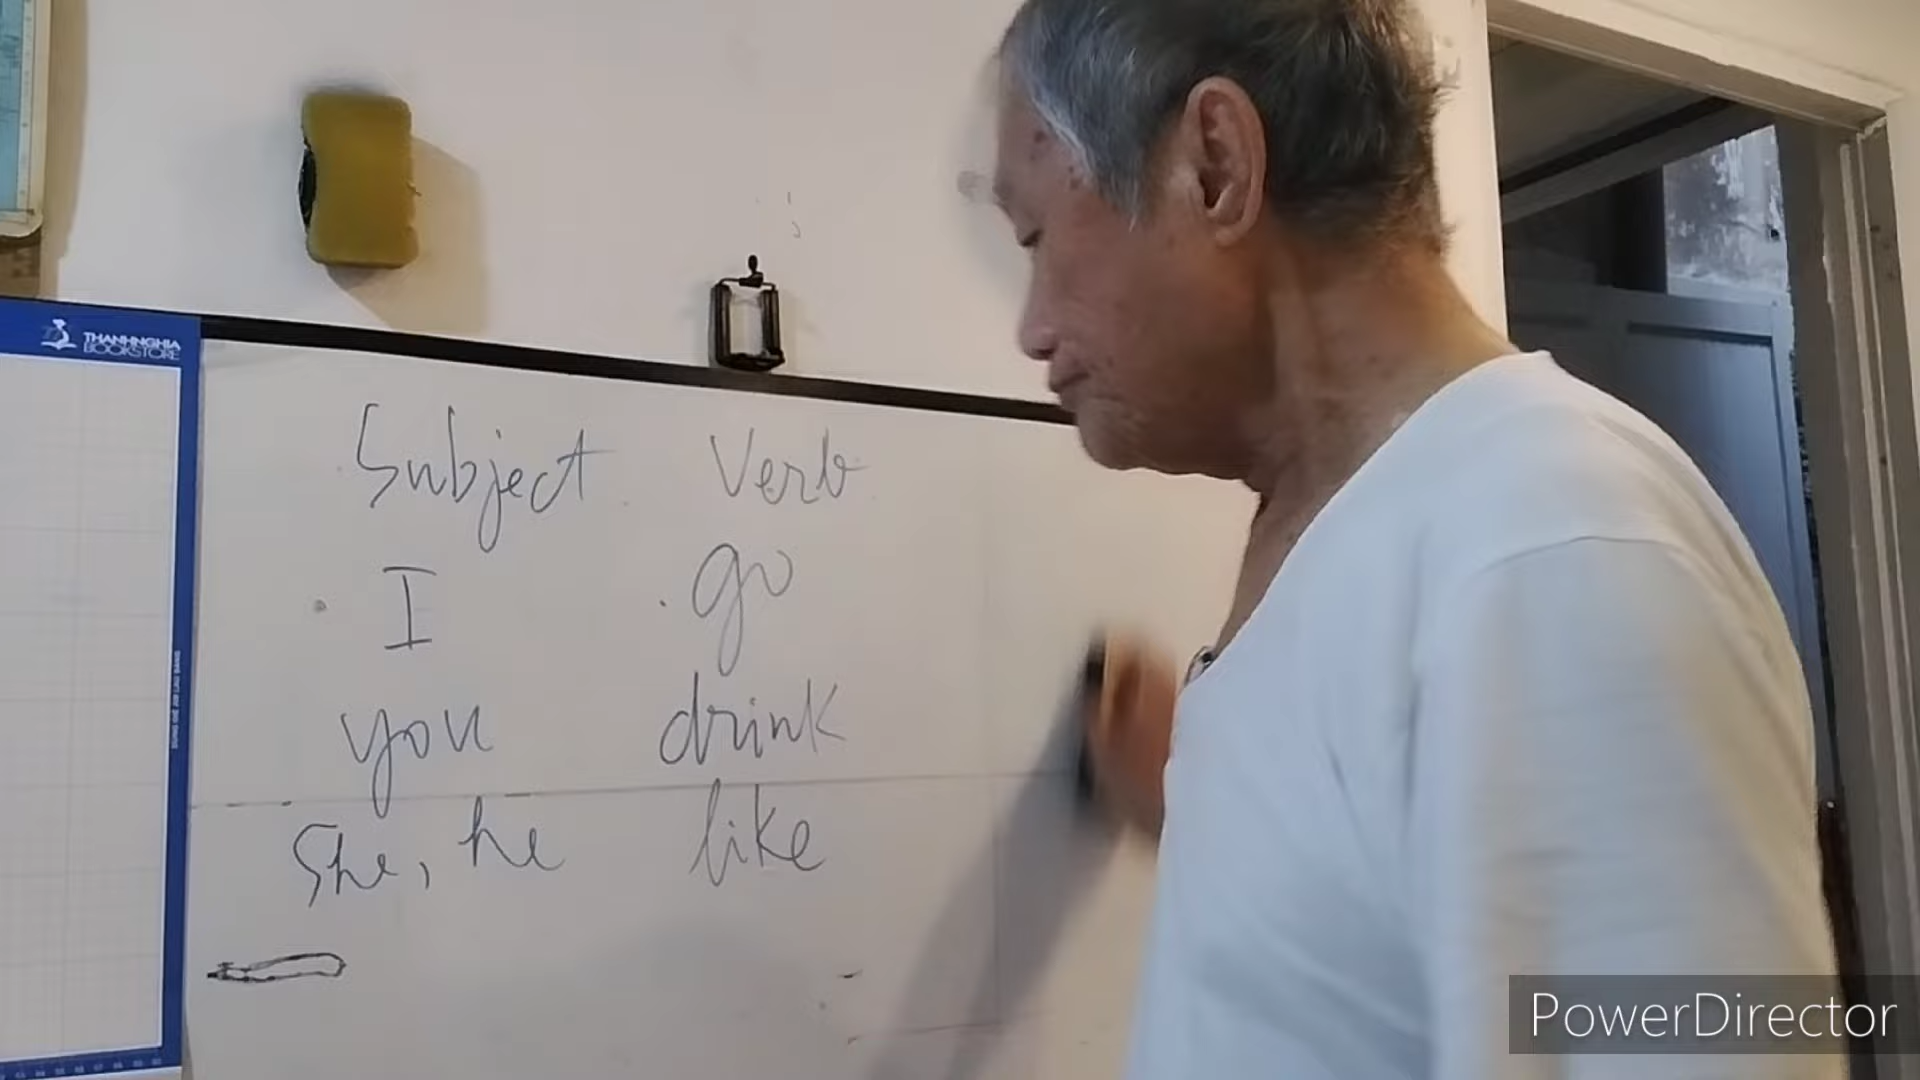 THANHNGHIA
BOOKSTORE
Subject Verb
I go
you drink
She, he like
PowerDirector